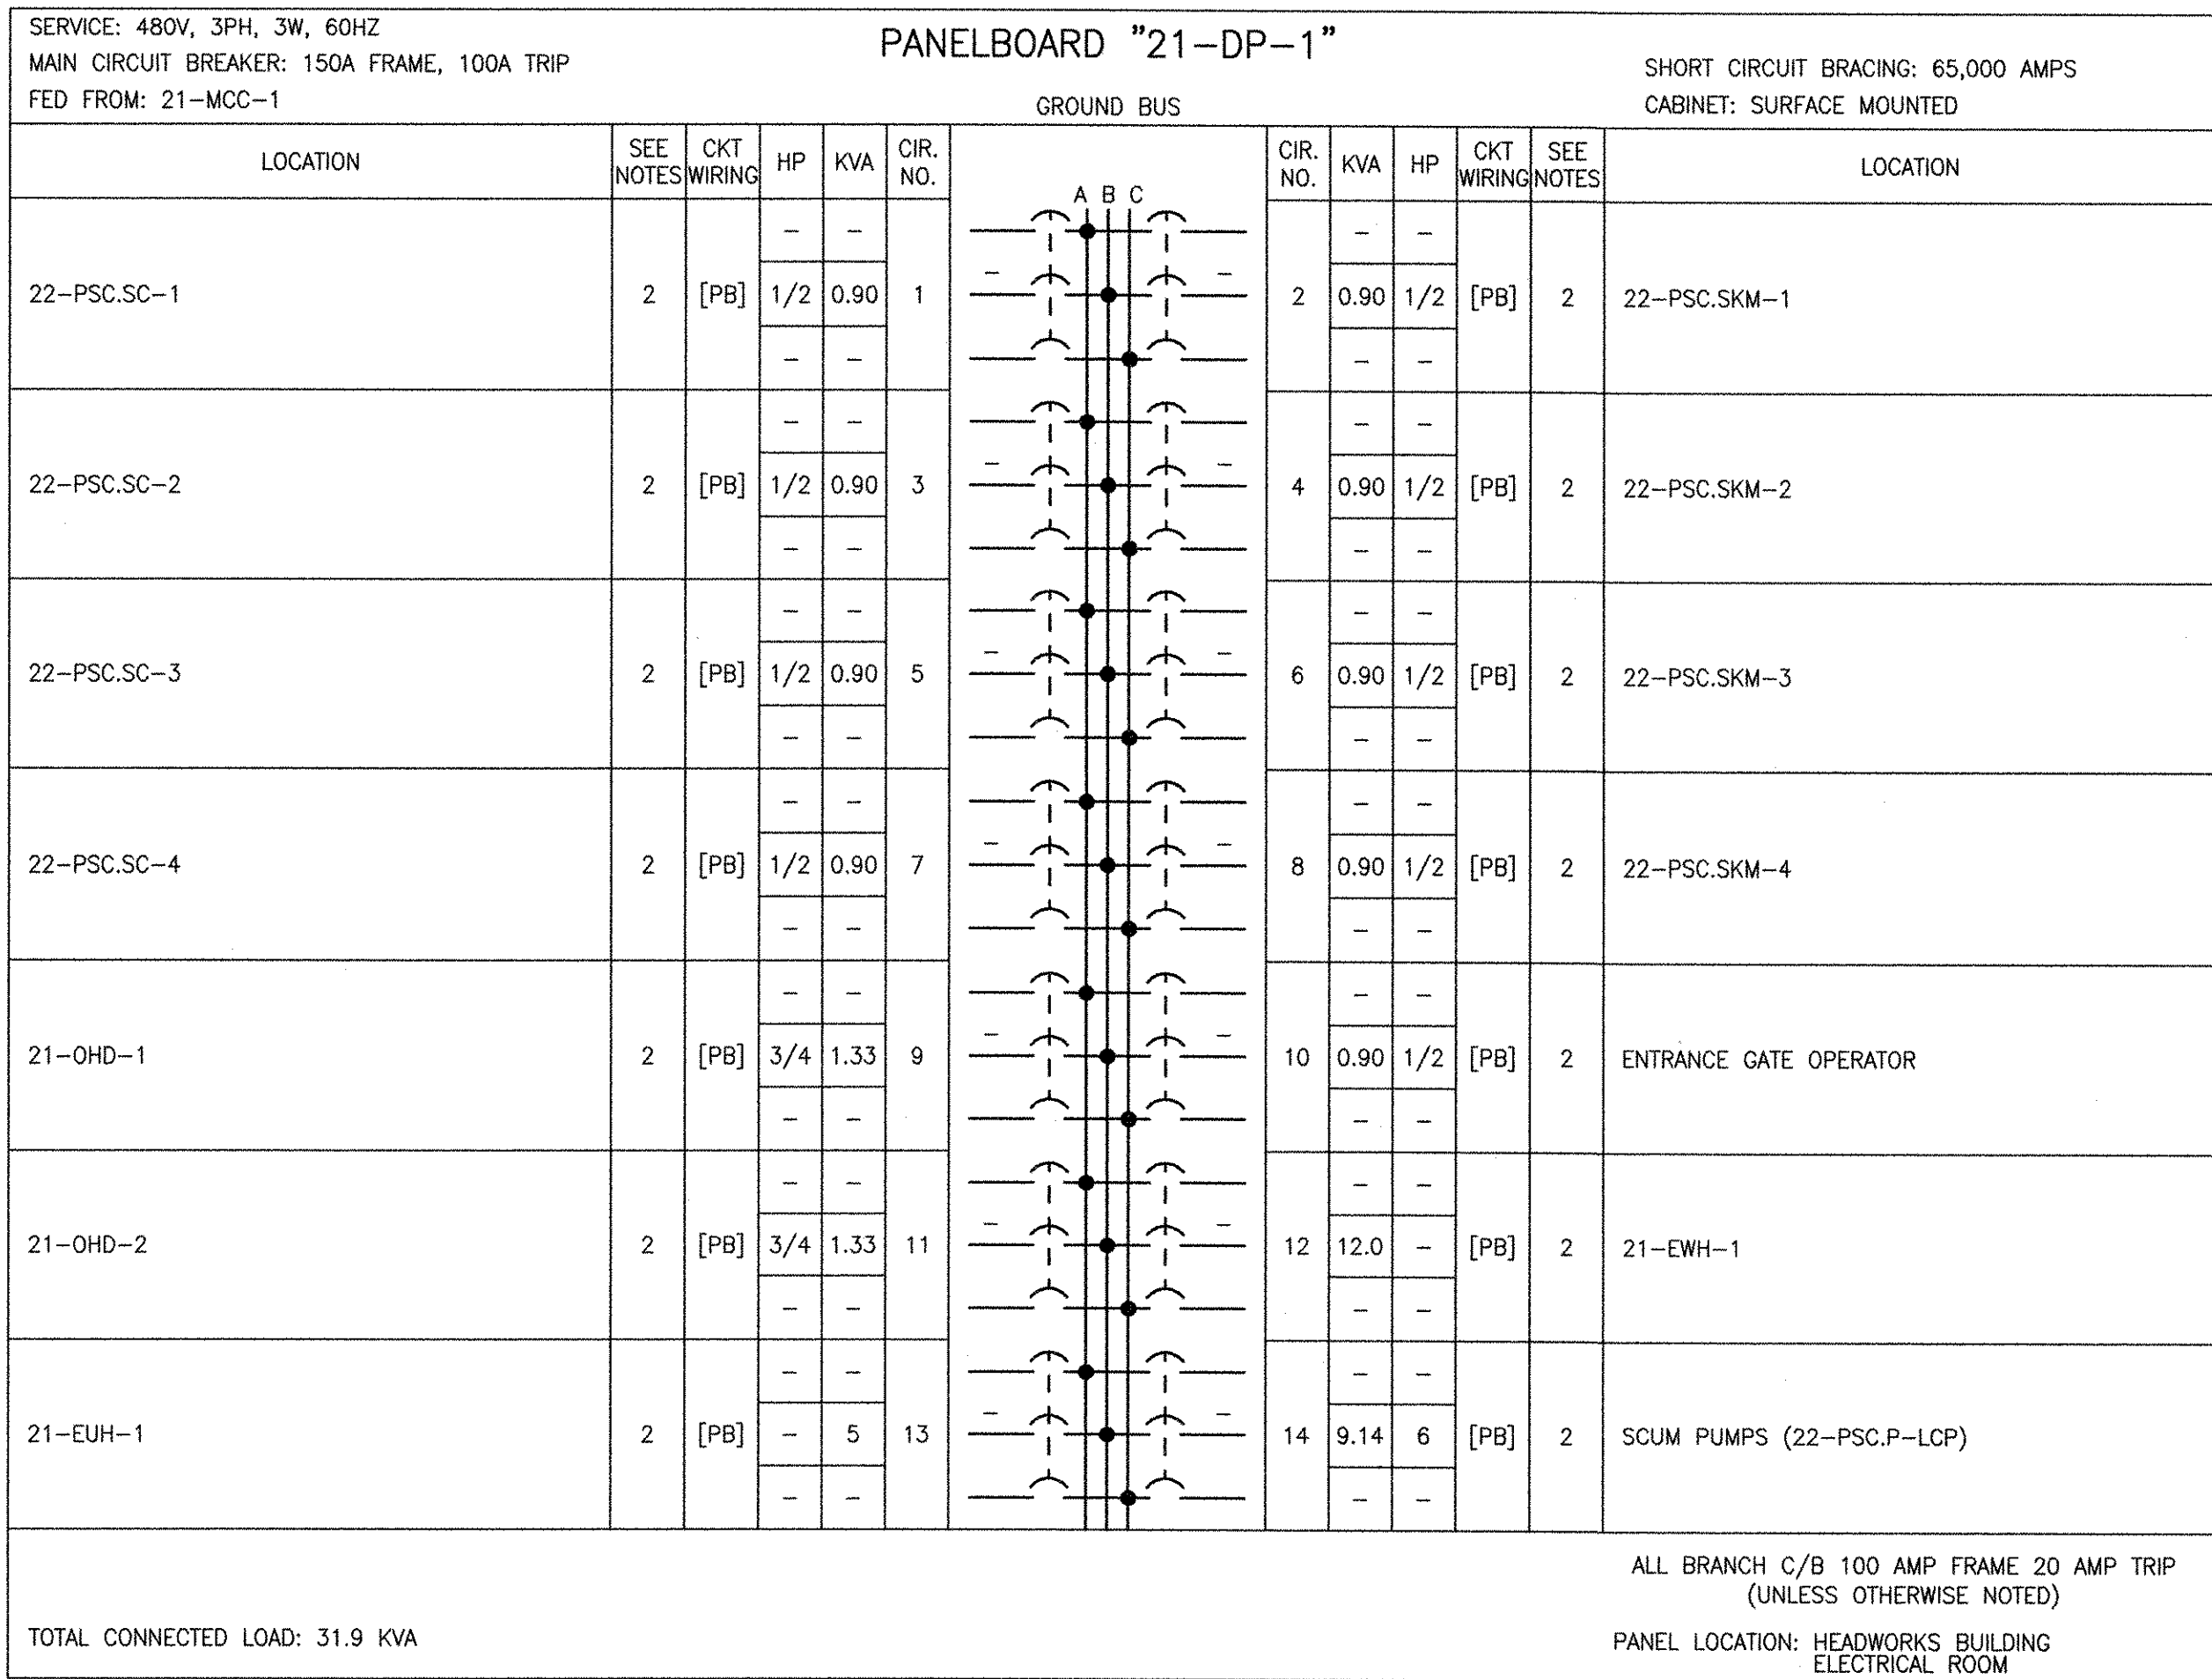 SERVICE: 480V, 3PH, 3W, 60HZ
MAIN CIRCUIT BREAKER: 150A FRAME, 100A TRIP
FED FROM: 21-MCC-1
PANELBOARD "21-DP-1"
GROUND BUS
SHORT CIRCUIT BRACING: 65,000 AMPS
CABINET: SURFACE MOUNTED
LOCATION SEE NOTES CKT WIRING HP KVA CIR. NO. CIR. NO. KVA HP CKT WIRING SEE NOTES LOCATION
A B C
- - - -
22-PSC.SC-1 2 [PB] 1/2 0.90 1 - - 2 0.90 1/2 [PB] 2 22-PSC.SKM-1
- - - -
- - - -
22-PSC.SC-2 2 [PB] 1/2 0.90 3 - - 4 0.90 1/2 [PB] 2 22-PSC.SKM-2
- - - -
- - - -
22-PSC.SC-3 2 [PB] 1/2 0.90 5 - - 6 0.90 1/2 [PB] 2 22-PSC.SKM-3
- - - -
- - - -
22-PSC.SC-4 2 [PB] 1/2 0.90 7 - - 8 0.90 1/2 [PB] 2 22-PSC.SKM-4
- - - -
- - - -
21-OHD-1 2 [PB] 3/4 1.33 9 - - 10 0.90 1/2 [PB] 2 ENTRANCE GATE OPERATOR
- - - -
- - - -
21-OHD-2 2 [PB] 3/4 1.33 11 - - 12 12.0 - [PB] 2 21-EWH-1
- - - -
- - - -
21-EUH-1 2 [PB] - 5 13 - - 14 9.14 6 [PB] 2 SCUM PUMPS (22-PSC.P-LCP)
- - - -
ALL BRANCH C/B 100 AMP FRAME 20 AMP TRIP
(UNLESS OTHERWISE NOTED)
TOTAL CONNECTED LOAD: 31.9 KVA
PANEL LOCATION: HEADWORKS BUILDING
ELECTRICAL ROOM